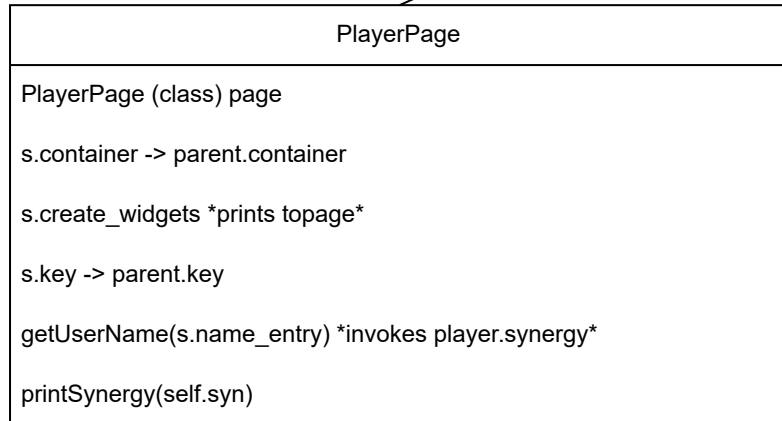 PlayerPage
PlayerPage (class) page
s.container -> parent.container
s.create_widgets *prints topage*
s.key -> parent.key
getUserName(s.name_entry) *invokes player.synergy*
printSynergy(self.syn)